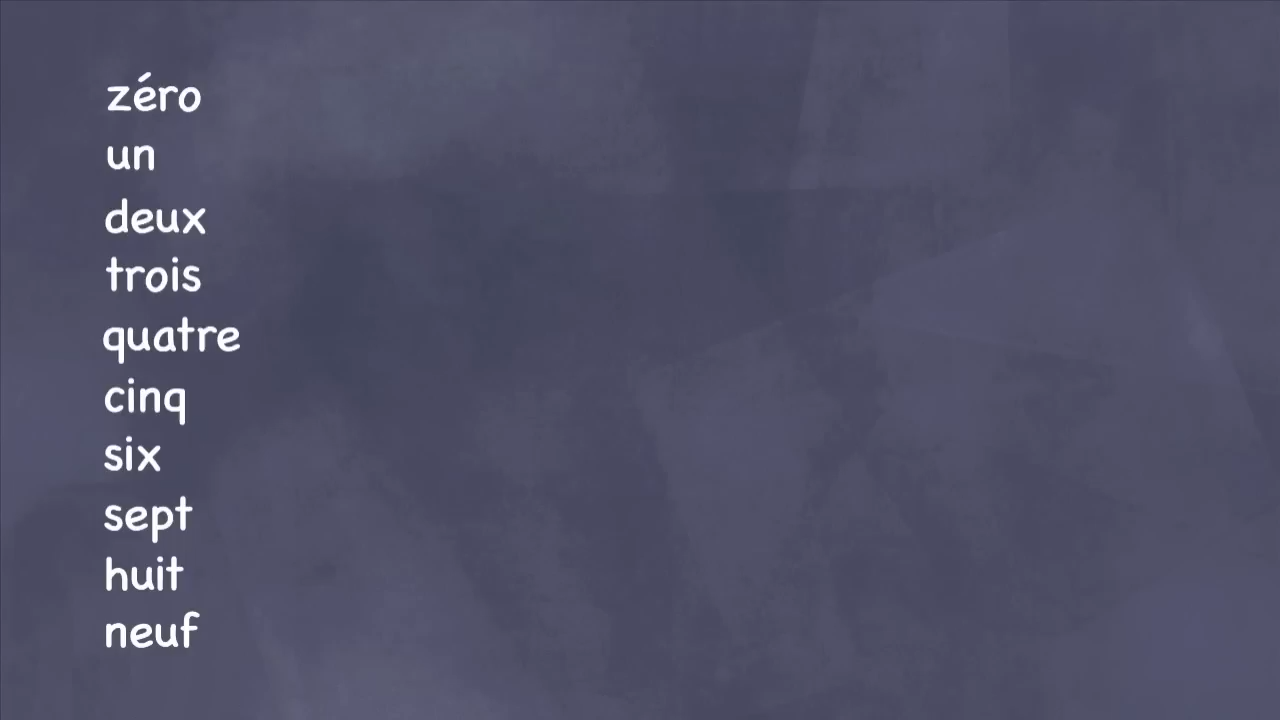 zéro
un
deux
trois
quatre
cinq
six
sept
huit
neuf